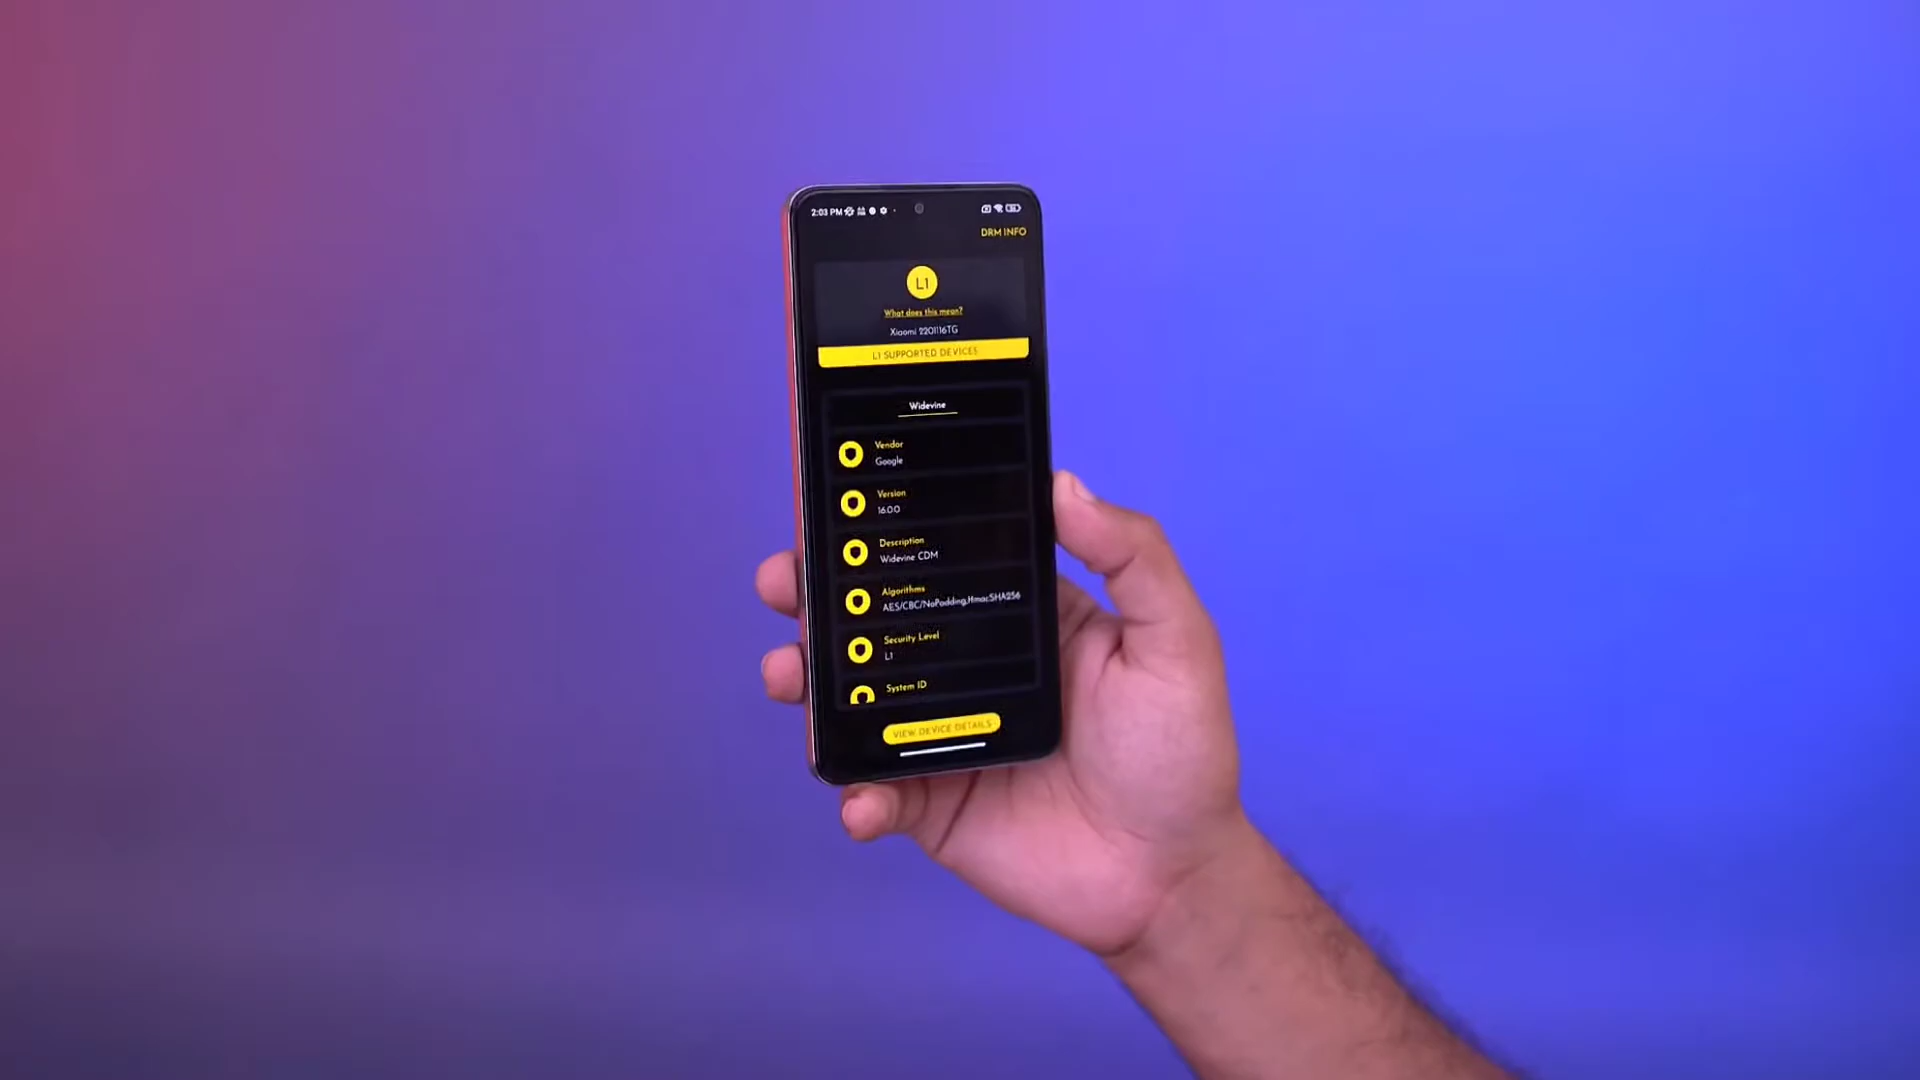 2:03 PM
DRM INFO
L1
What does this mean?
Xiaomi 2201116TG
L1 SUPPORTED DEVICES
Widevine
Vendor
Google
Version
16.0.0
Description
Widevine CDM
Algorithms
AES/CBC/NoPadding,HmacSHA256
Security Level
L1
System ID
VIEW DEVICE DETAILS